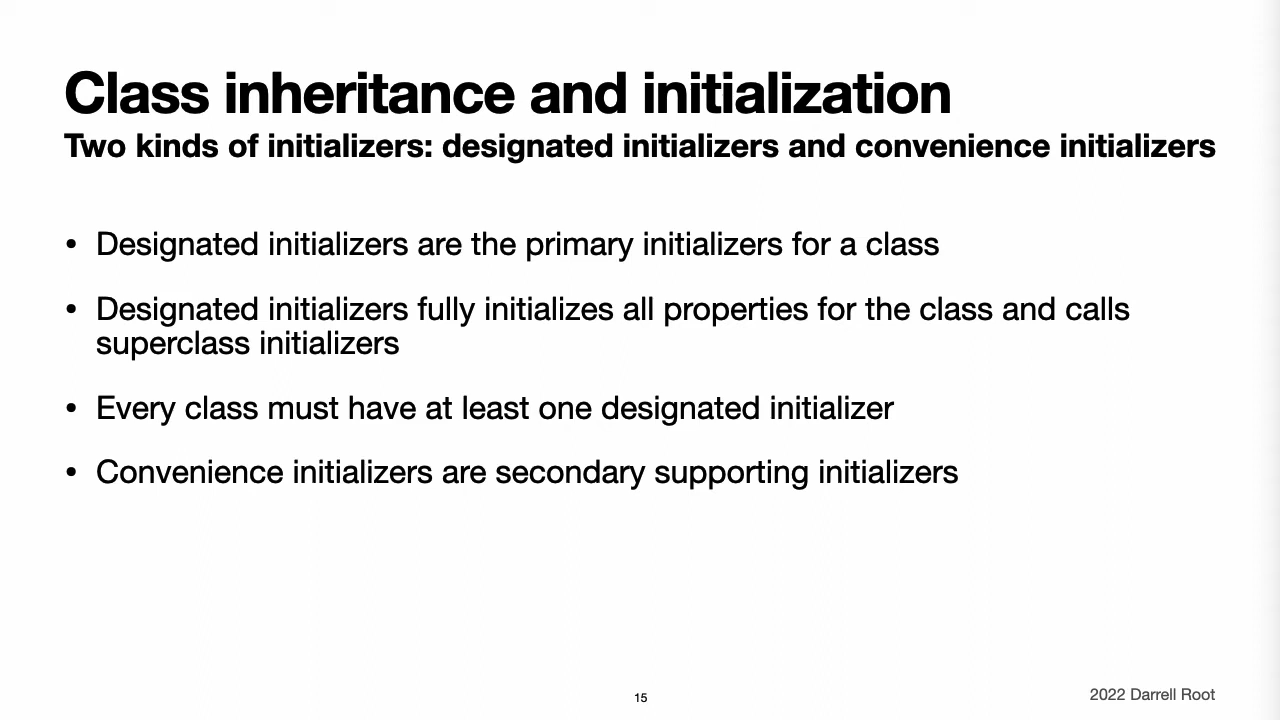 Class inheritance and initialization
Two kinds of initializers: designated initializers and convenience initializers
• Designated initializers are the primary initializers for a class
• Designated initializers fully initializes all properties for the class and calls
superclass initializers
• Every class must have at least one designated initializer
• Convenience initializers are secondary supporting initializers
15
2022 Darrell Root